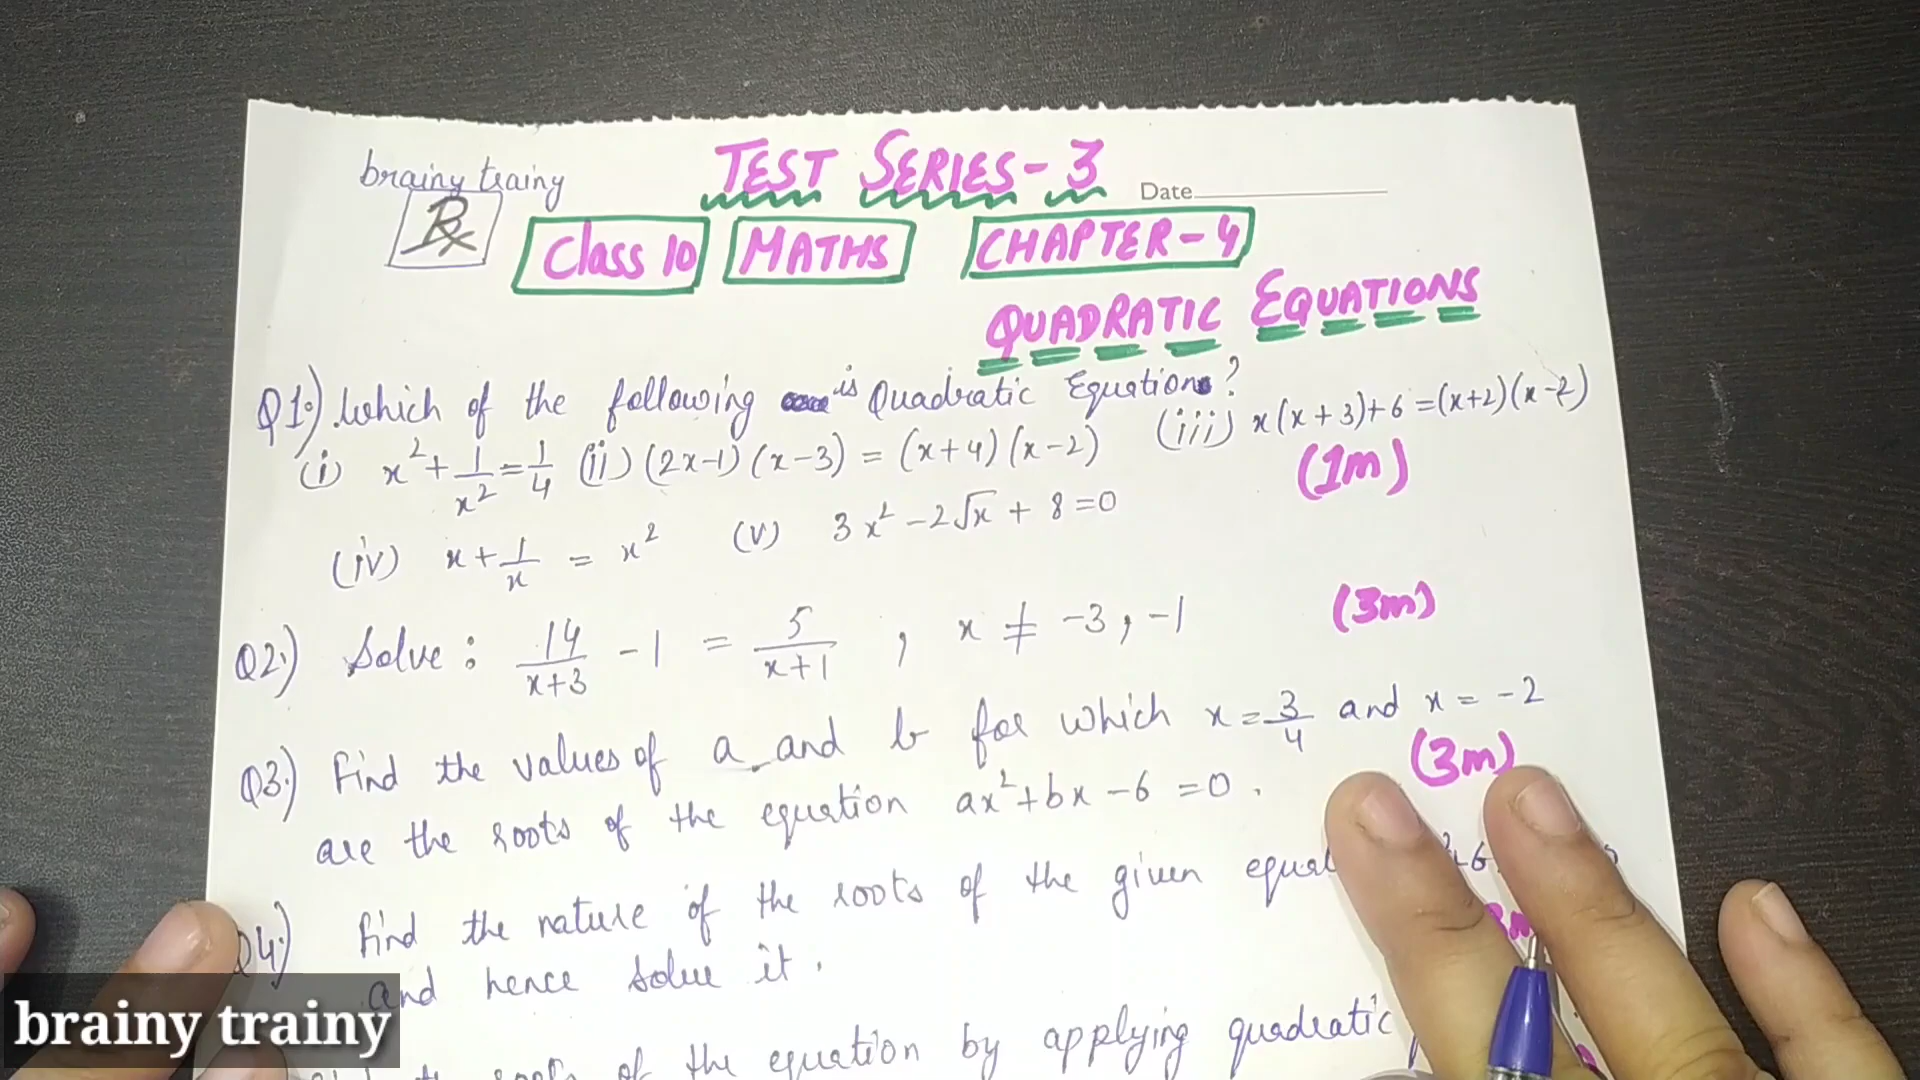 brainy trainy
TEST SERIES-3
Date
Class 10 MATHS CHAPTER-4
QUADRATIC EQUATIONS
Q1.) Which of the following is Quadratic Equation?
(i) x² + 1/x² = 1/4 (ii) (2x-1)(x-3) = (x+4)(x-2) (iii) x(x+3)+6 = (x+2)(x-2)
(1m)
(iv) x + 1/x = x² (v) 3x² - 2√x + 8 = 0
Q2.) Solve: 14/x+3 - 1 = 5/x+1 , x ≠ -3, -1 (3m)
Q3.) Find the values of a and b for which x = 3/4 and x = -2
are the roots of the equation ax² + bx - 6 = 0. (3m)
Q4.) Find the nature of the roots of the given
and hence solve it.
of the equation by applying quadratic
brainy trainy